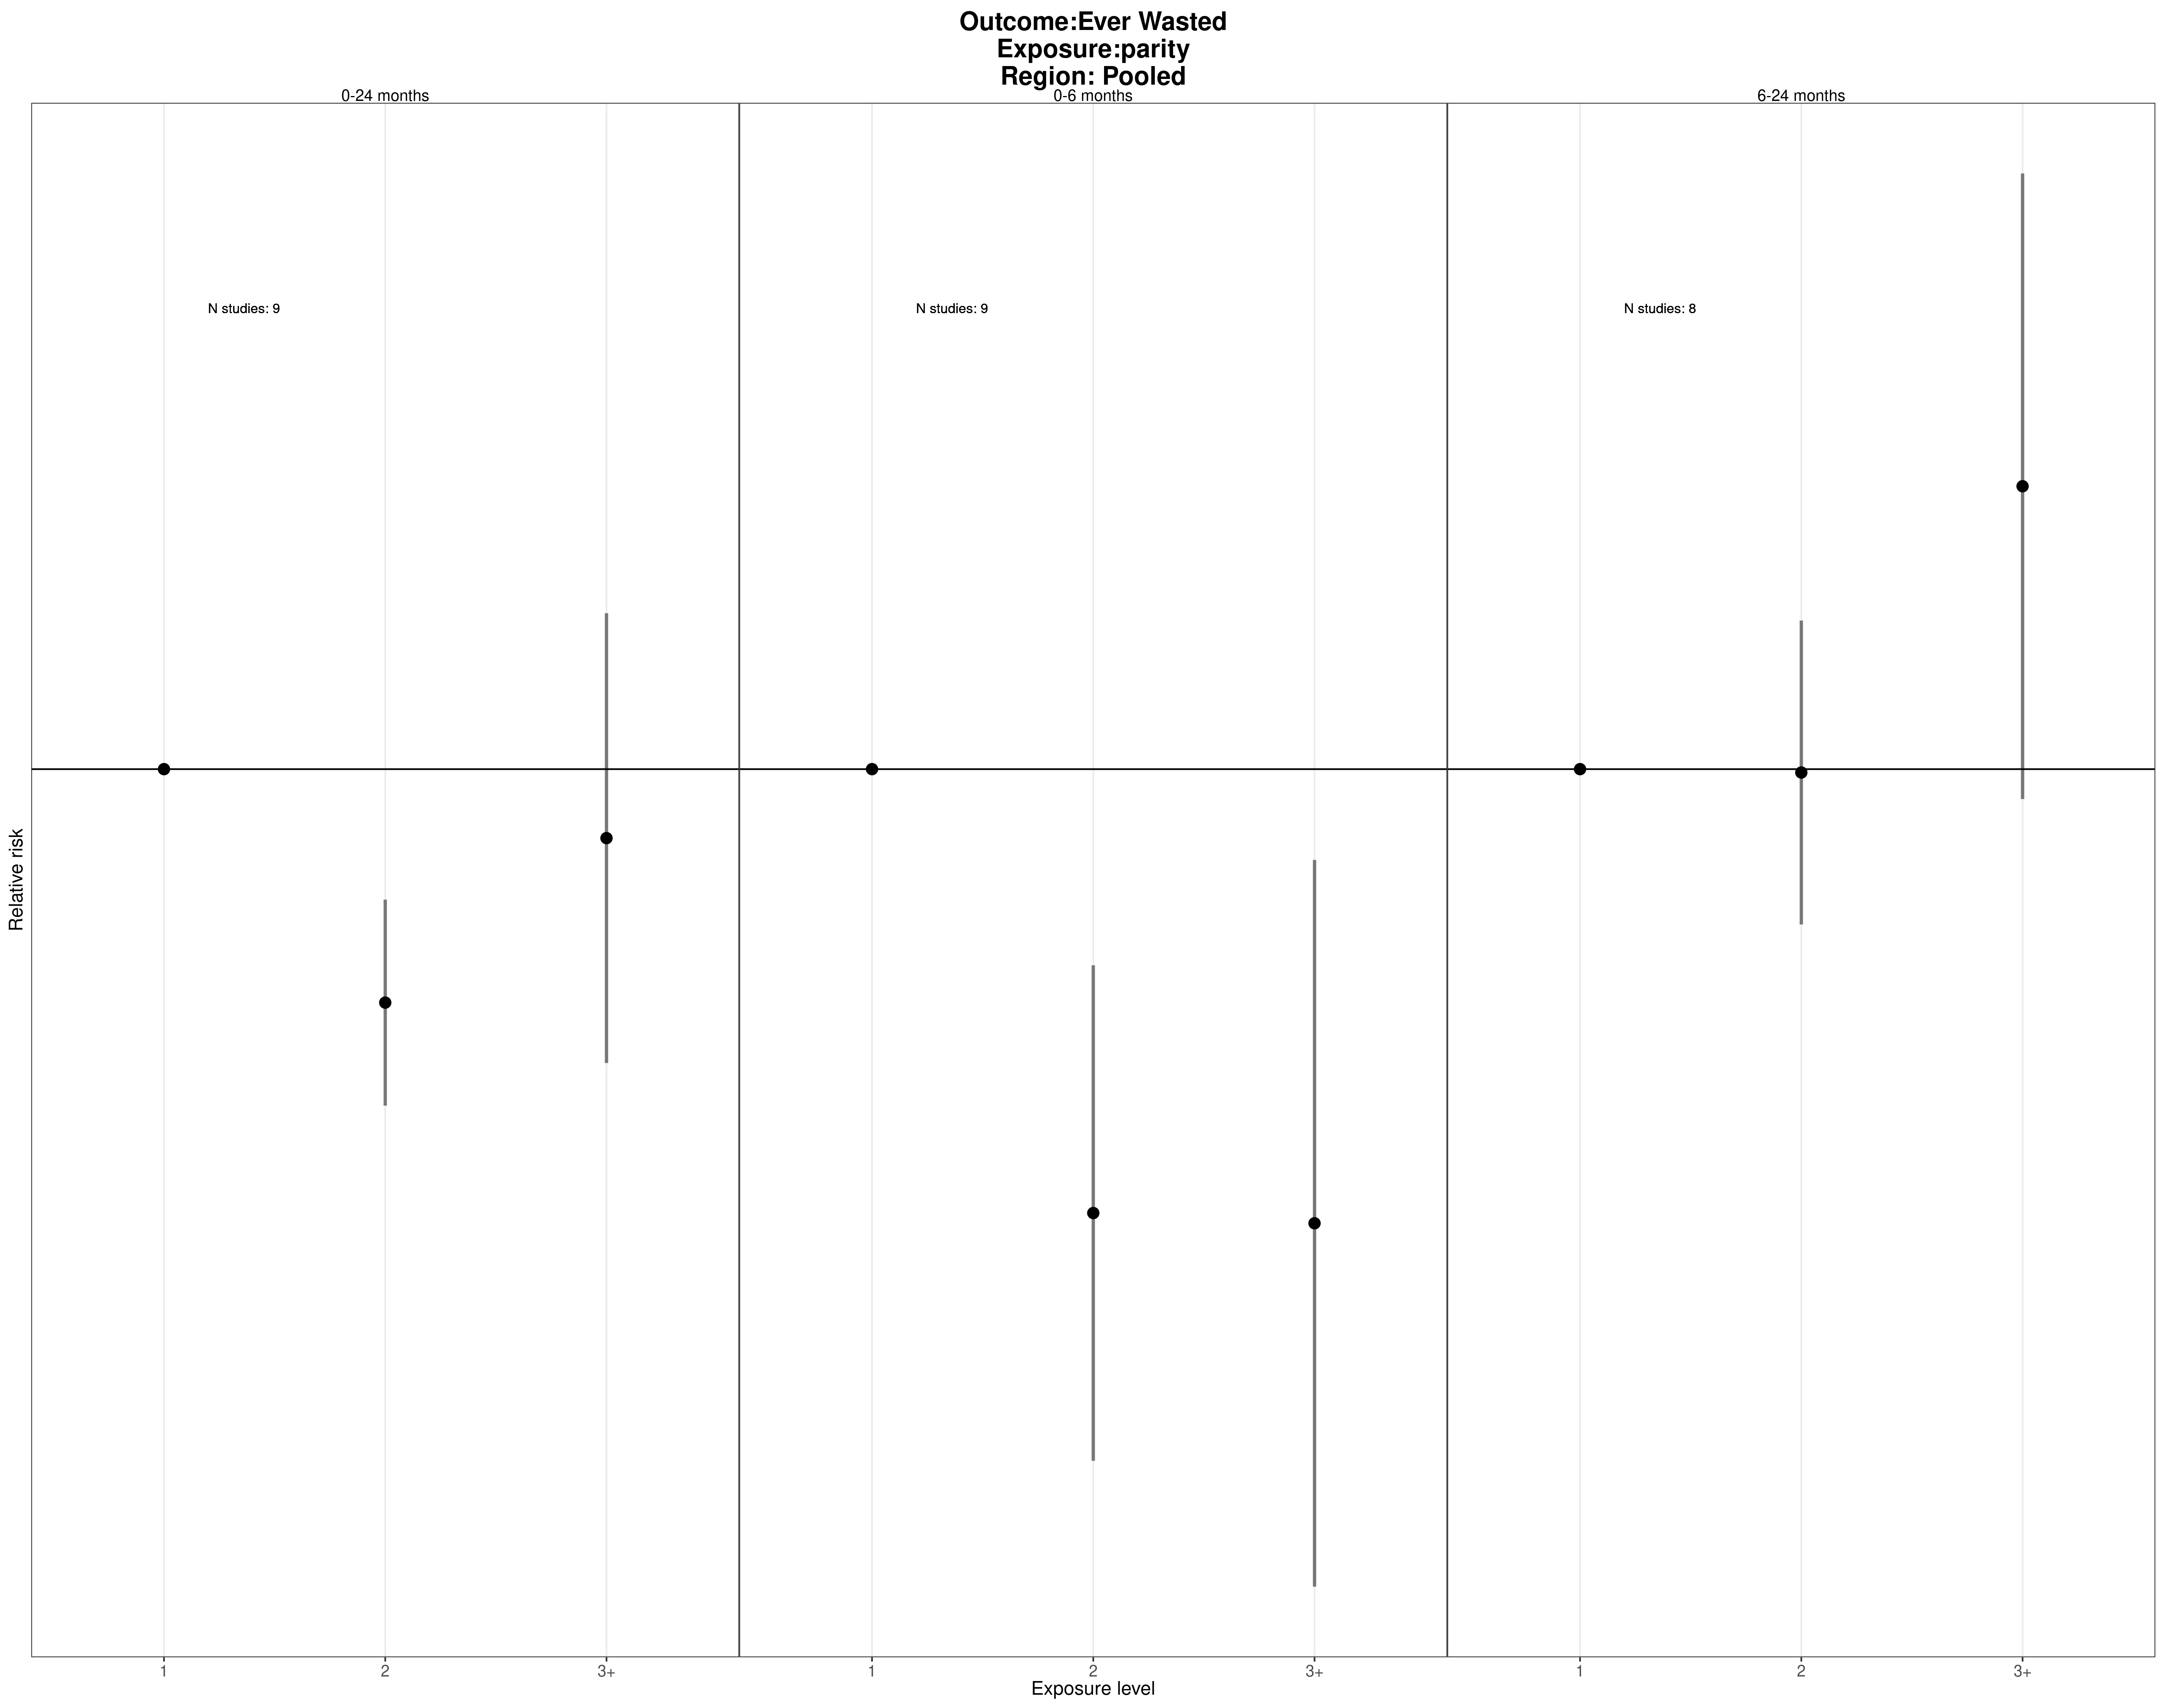 Outcome:Ever Wasted
Exposure:parity
Region: Pooled
0-24 months
0-6 months
6-24 months
N studies: 9
N studies: 9
N studies: 8
Relative risk
1
2
3+
1
2
3+
1
2
3+
Exposure level